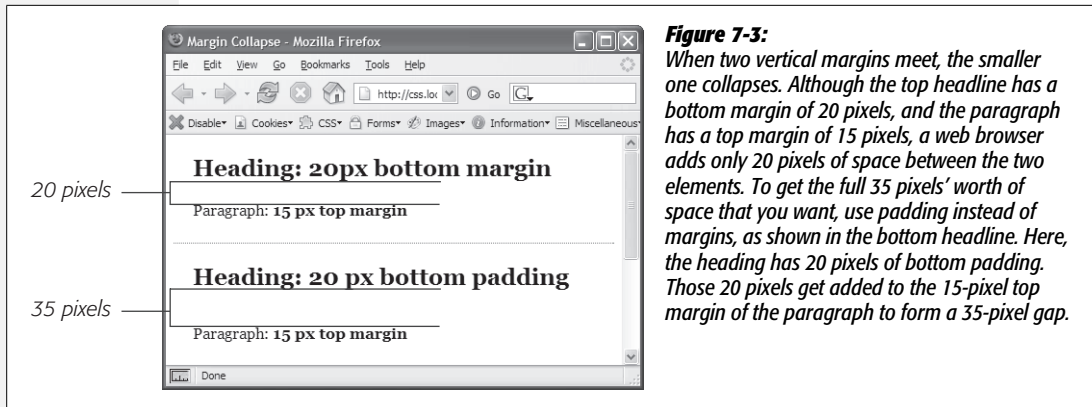 Margin Collapse - Mozilla Firefox
File Edit View Go Bookmarks Tools Help
http://css.loc Go G
Disable Cookies CSS Forms Images Information Miscellaneous
Heading: 20px bottom margin
20 pixels
Paragraph: 15 px top margin
Heading: 20 px bottom padding
35 pixels
Paragraph: 15 px top margin
Done
Figure 7-3:
When two vertical margins meet, the smaller
one collapses. Although the top headline has a
bottom margin of 20 pixels, and the paragraph
has a top margin of 15 pixels, a web browser
adds only 20 pixels of space between the two
elements. To get the full 35 pixels’ worth of
space that you want, use padding instead of
margins, as shown in the bottom headline. Here,
the heading has 20 pixels of bottom padding.
Those 20 pixels get added to the 15-pixel top
margin of the paragraph to form a 35-pixel gap.